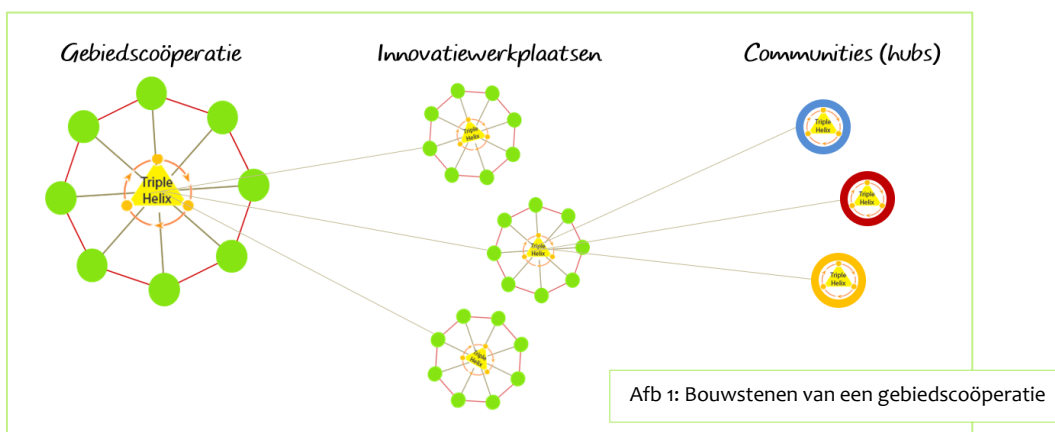 Gebiedscoöperatie
Innovatiewerkplaatsen
Communities (hubs)
Triple
Helix
Triple
Helix
Triple
Helix
Triple
Helix
Triple
Helix
Triple
Helix
Triple
Helix
Afb 1: Bouwstenen van een gebiedscoöperatie